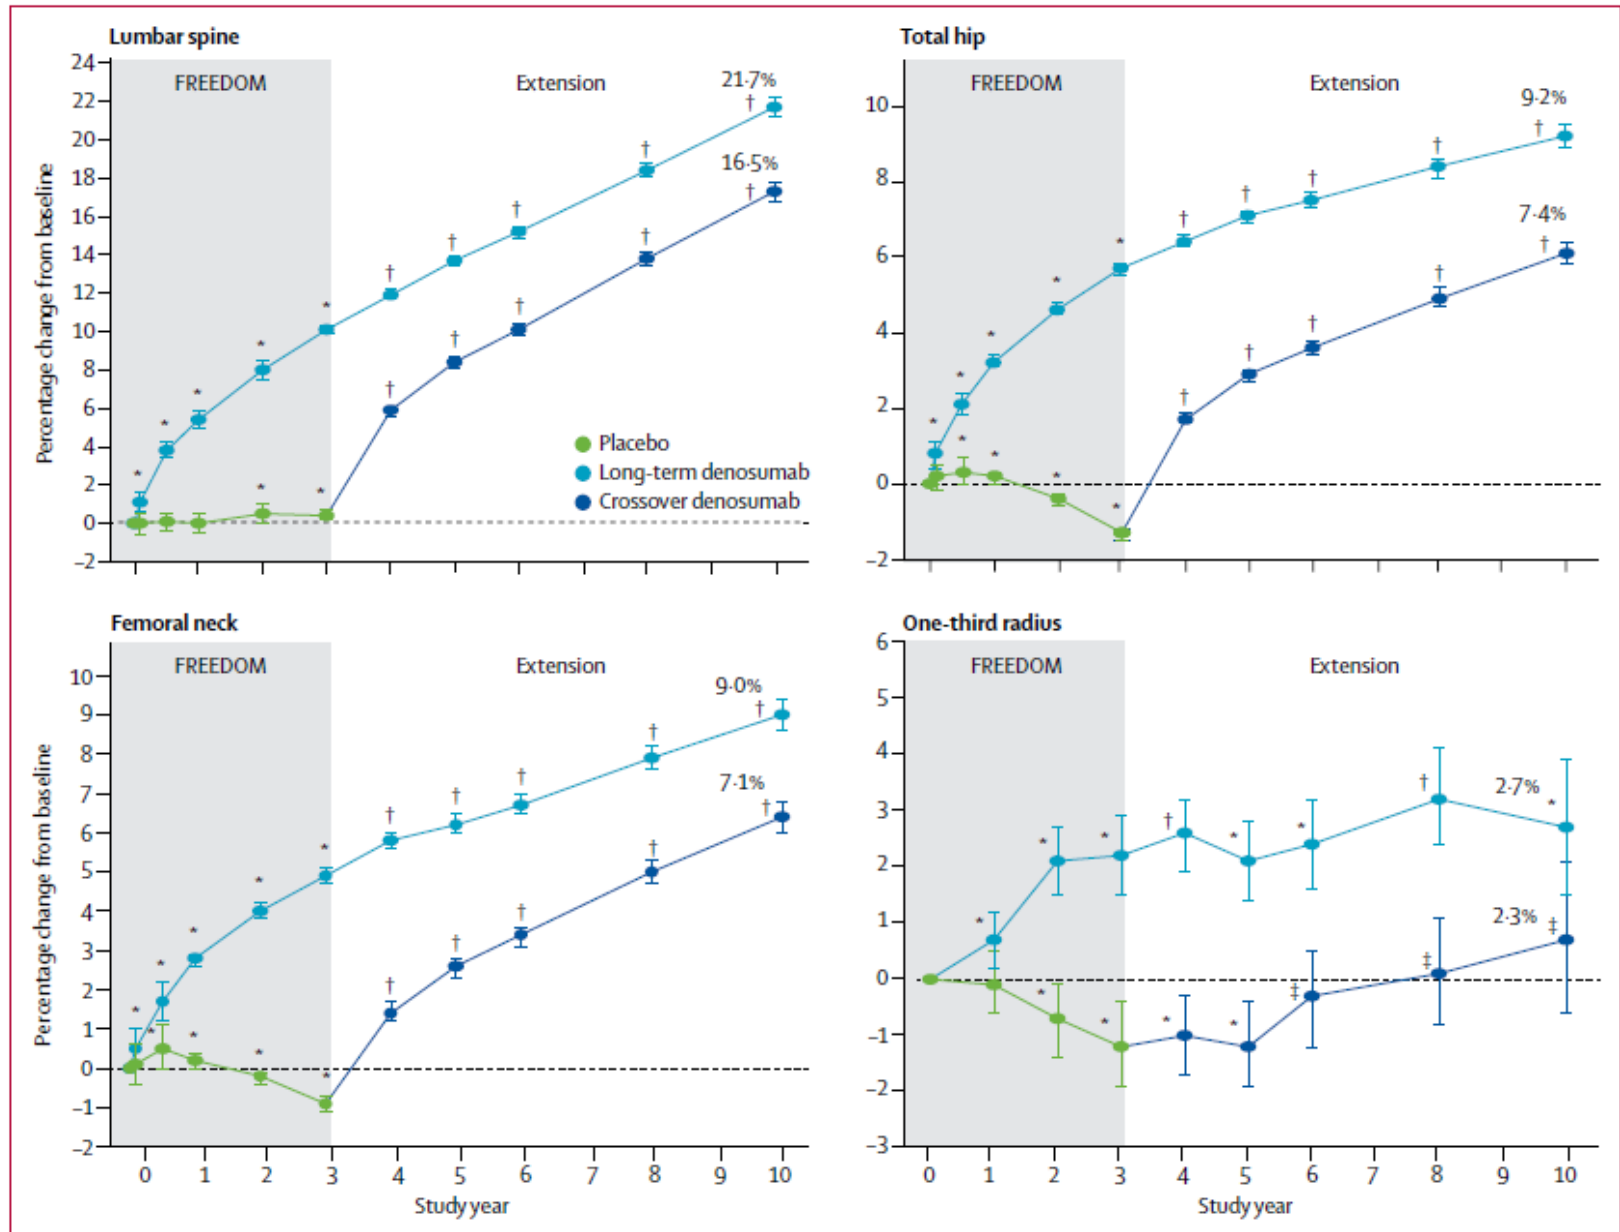 Lumbar spine
FREEDOM
Extension
Percentage change from baseline
24
22
20
18
16
14
12
10
8
6
4
2
0
–2
21·7%
16·5%
* * * * * * * † † † † †
* * † † † † †
Placebo
Long-term denosumab
Crossover denosumab
Total hip
FREEDOM
Extension
10
8
6
4
2
0
–2
9·2%
7·4%
* * * * * † † † † †
* * * * † † † † †
Femoral neck
FREEDOM
Extension
Percentage change from baseline
10
9
8
7
6
5
4
3
2
1
0
–1
–2
9·0%
7·1%
* * * * * † † † † †
* * * * † † † † †
0 1 2 3 4 5 6 7 8 9 10
Study year
One-third radius
FREEDOM
Extension
6
5
4
3
2
1
0
–1
–2
–3
2·7%
2·3%
* * * † * * † *
* * * * ‡ ‡ ‡
0 1 2 3 4 5 6 7 8 9 10
Study year